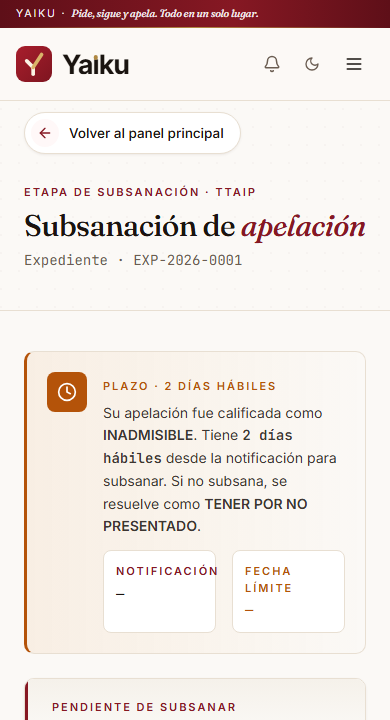 YAIKU · Pide, sigue y apela. Todo en un solo lugar.
Yaiku
Volver al panel principal
ETAPA DE SUBSANACIÓN · TTAIP
Subsanación de apelación
Expediente · EXP-2026-0001
PLAZO · 2 DÍAS HÁBILES
Su apelación fue calificada como
INADMISIBLE. Tiene 2 días
hábiles desde la notificación para
subsanar. Si no subsana, se
resuelve como TENER POR NO
PRESENTADO.
NOTIFICACIÓN
—
FECHA
LÍMITE
—
PENDIENTE DE SUBSANAR